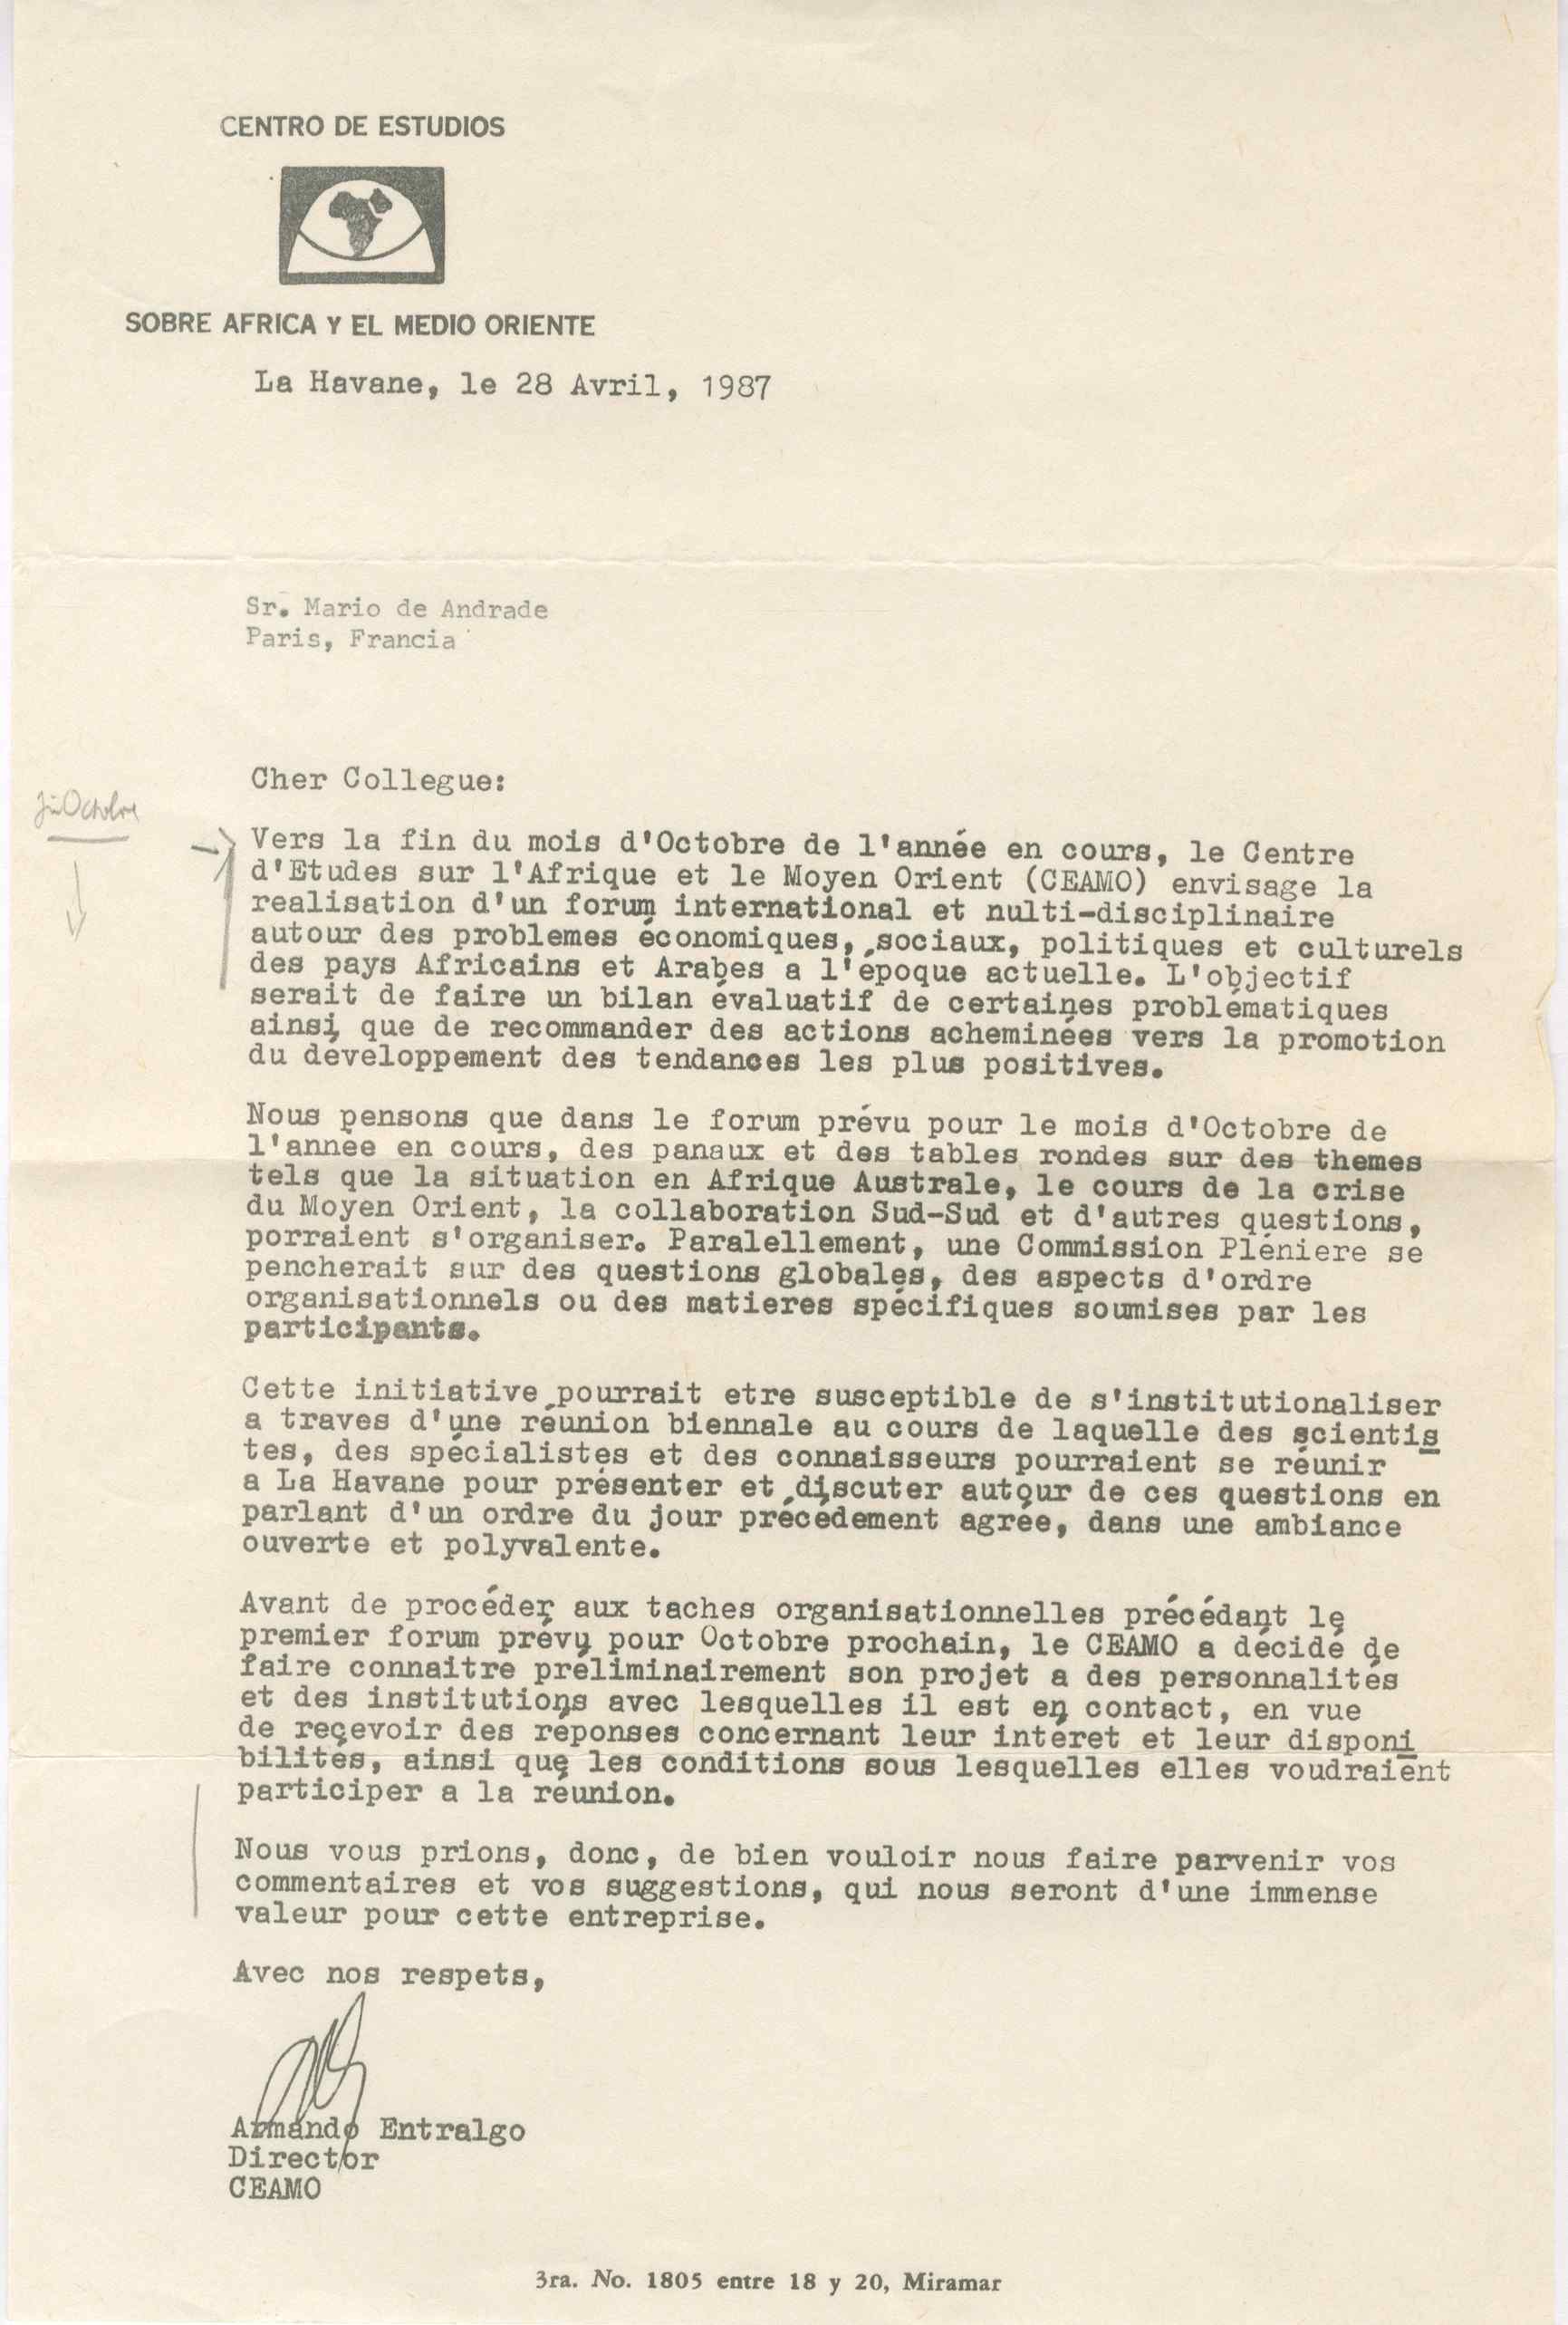 CENTRO DE ESTUDIOS
SOBRE AFRICA Y EL MEDIO ORIENTE
La Havane, le 28 Avril, 1987
Sr. Mario de Andrade
Paris, Francia
Cher Collegue:
Octobre
Vers la fin du mois d'Octobre de l'année en cours, le Centre
d'Etudes sur l'Afrique et le Moyen Orient (CEAMO) envisage la
realisation d'un forum international et nulti-disciplinaire
autour des problemes économiques, sociaux, politiques et culturels
des pays Africains et Arabes a l'époque actuelle. L'objectif
serait de faire un bilan évaluatif de certaines problématiques
ainsi que de recommander des actions acheminées vers la promotion
du developpement des tendances les plus positives.
Nous pensons que dans le forum prévu pour le mois d'Octobre de
l'année en cours, des panaux et des tables rondes sur des themes
tels que la situation en Afrique Australe, le cours de la crise
du Moyen Orient, la collaboration Sud-Sud et d'autres questions,
porraient s'organiser. Paralellement, une Commission Pléniere se
pencherait sur des questions globales, des aspects d'ordre
organisationnels ou des matieres spécifiques soumises par les
participants.
Cette initiative pourrait etre susceptible de s'institutionaliser
a traves d'une réunion biennale au cours de laquelle des scientis
tes, des spécialistes et des connaisseurs pourraient se réunir
a La Havane pour présenter et discuter autour de ces questions en
parlant d'un ordre du jour précedement agrée, dans une ambiance
ouverte et polyvalente.
Avant de procéder aux taches organisationnelles précédant le
premier forum prévu pour Octobre prochain, le CEAMO a décidé de
faire connaitre préliminairement son projet a des personnalités
et des institutions avec lesquelles il est en contact, en vue
de reçevoir des réponses concernant leur intéret et leur disponi
bilités, ainsi que les conditions sous lesquelles elles voudraient
participer a la réunion.
Nous vous prions, donc, de bien vouloir nous faire parvenir vos
commentaires et vos suggestions, qui nous seront d'une immense
valeur pour cette entreprise.
Avec nos respets,
Armando Entralgo
Director
CEAMO
3ra. No. 1805 entre 18 y 20, Miramar